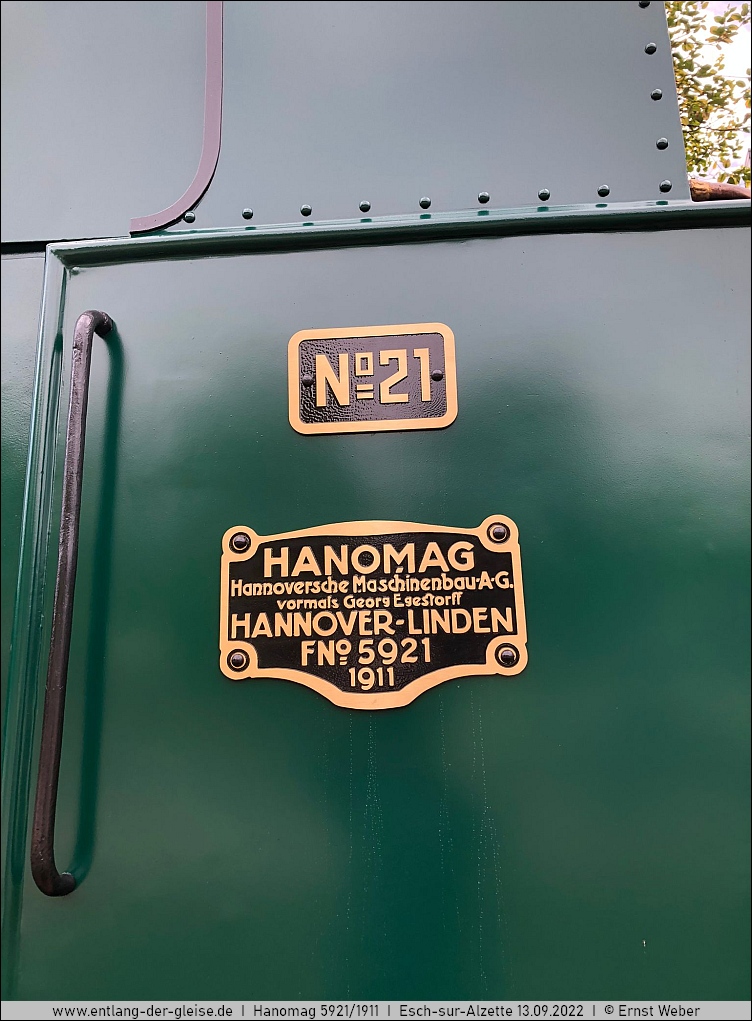 Nº 21
HANOMAG
Hannoversche Maschinenbau-A-G.
vormals Georg Egestorff
HANNOVER-LINDEN
FNº 5921
1911
www.entlang-der-gleise.de | Hanomag 5921/1911 | Esch-sur-Alzette 13.09.2022 | © Ernst Weber